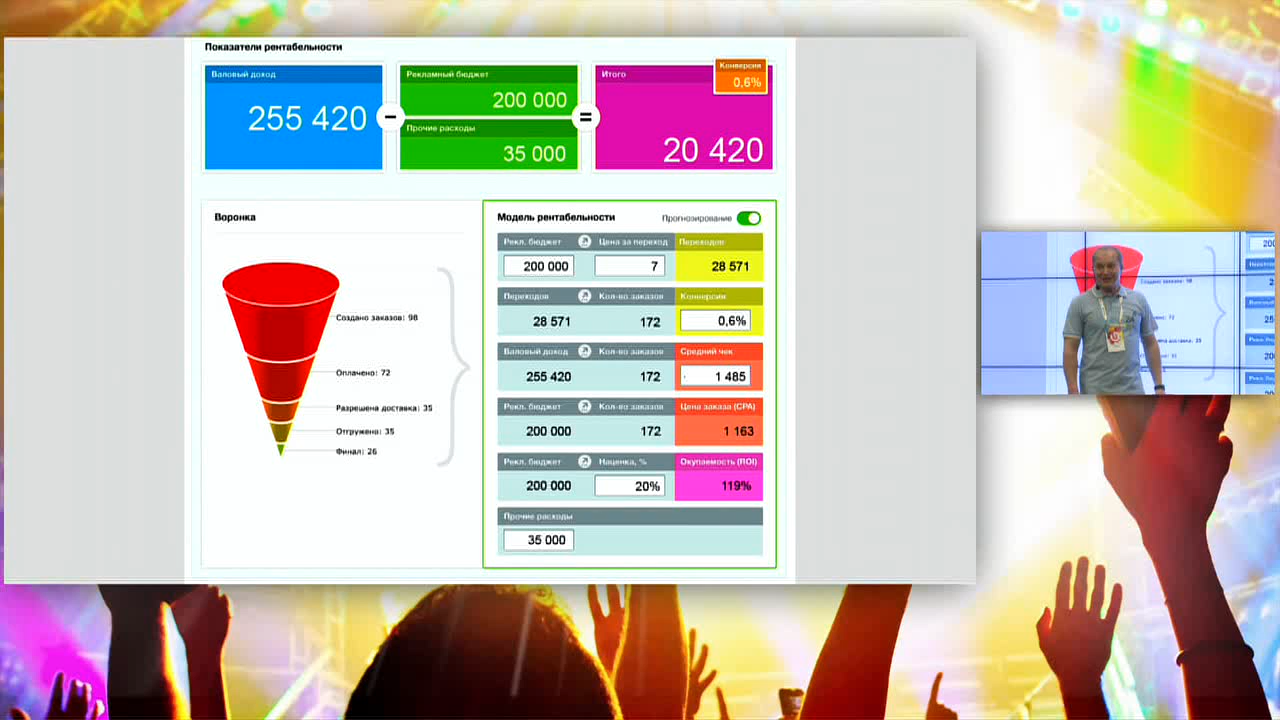 Показатели рентабельности
Валовый доход
255 420
−
Рекламный бюджет
200 000
Прочие расходы
35 000
=
Итого
Конверсия
0,6%
20 420
Воронка
Создано заказов: 98
Оплачено: 72
Разрешена доставка: 35
Отгружено: 35
Финал: 26
Модель рентабельности
Прогнозирование
Рекл. бюджет Цена за переход Переходов
200 000 7 28 571
Переходов Кол-во заказов Конверсия
28 571 172 0,6%
Валовый доход Кол-во заказов Средний чек
255 420 172 1 485
Рекл. бюджет Кол-во заказов Цена заказа (CPA)
200 000 172 1 163
Рекл. бюджет Наценка, % Окупаемость (ROI)
200 000 20% 119%
Прочие расходы
35 000
Создано заказов: 98